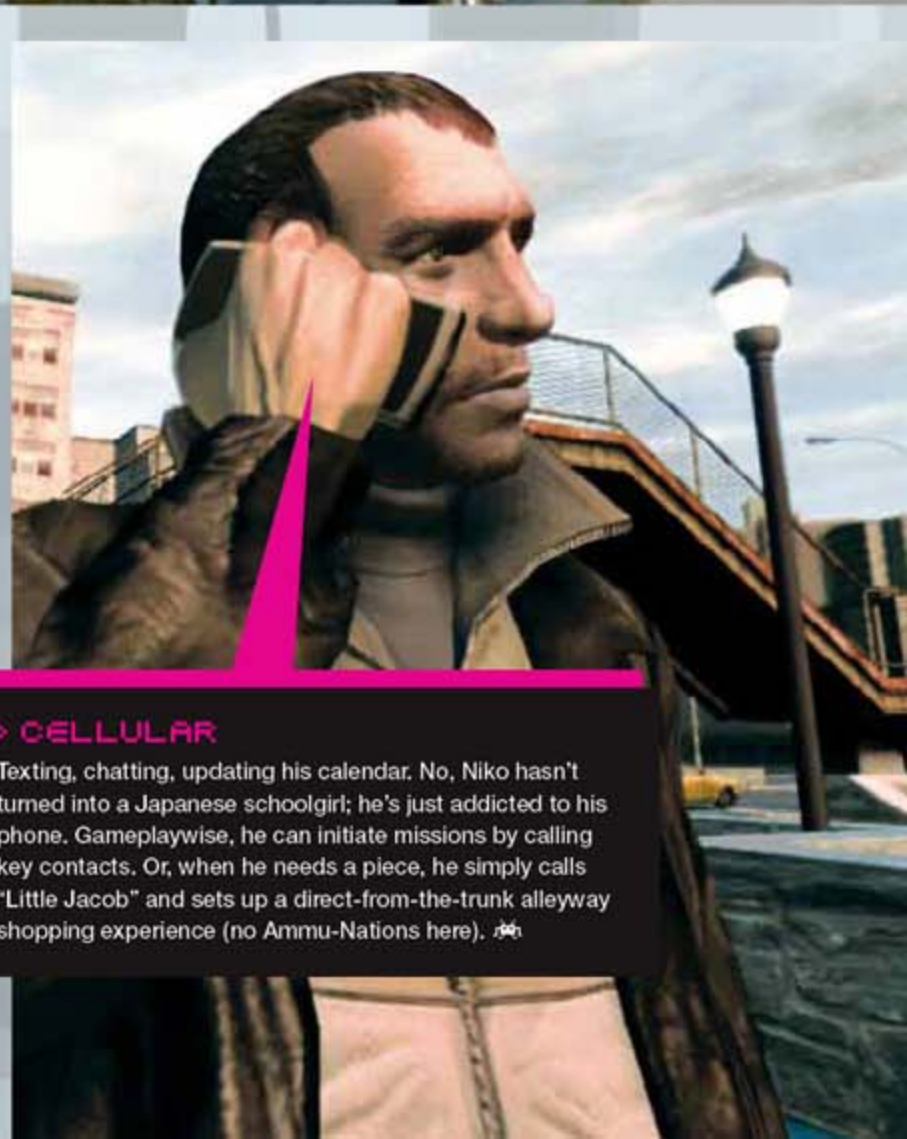 > CELLULAR
Texting, chatting, updating his calendar. No, Niko hasn't
turned into a Japanese schoolgirl; he's just addicted to his
phone. Gameplaywise, he can initiate missions by calling
key contacts. Or, when he needs a piece, he simply calls
"Little Jacob" and sets up a direct-from-the-trunk alleyway
shopping experience (no Ammu-Nations here).